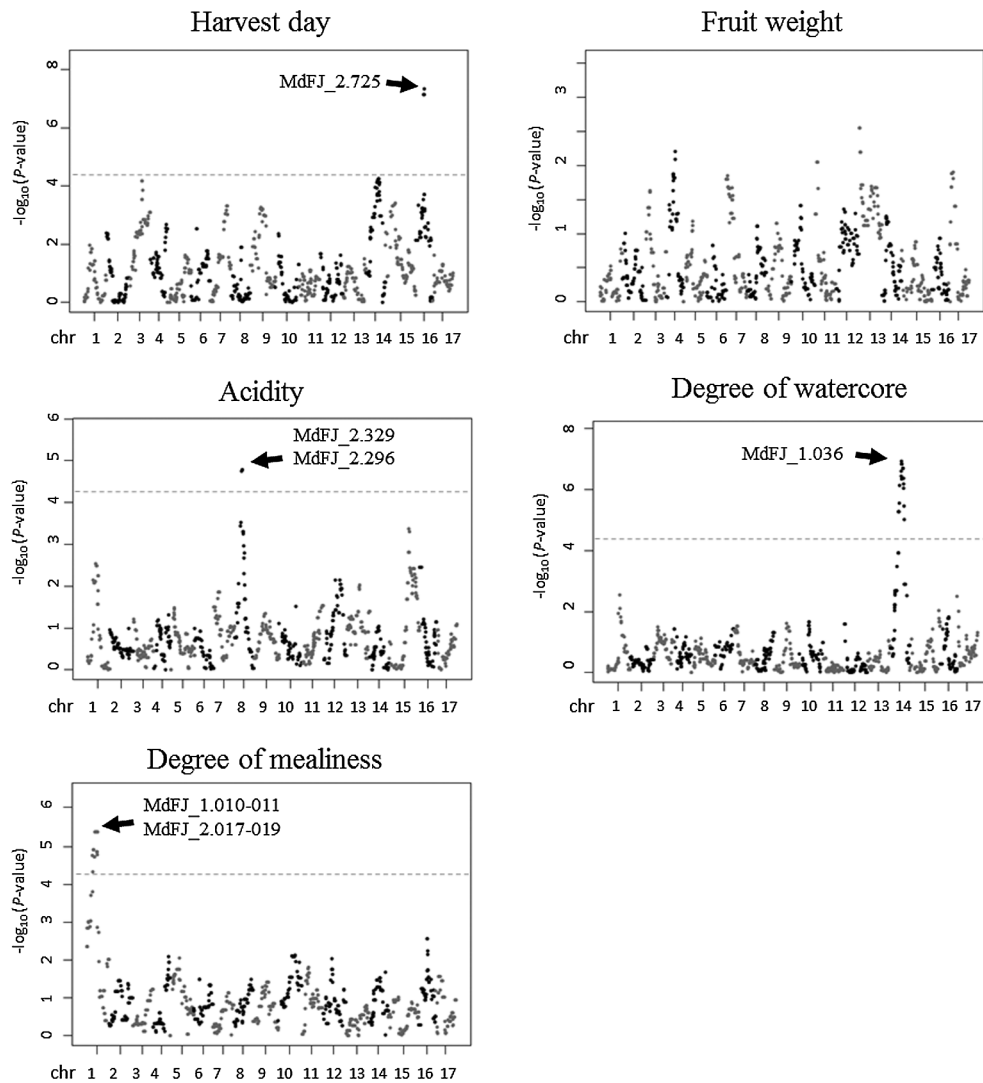 Harvest day
-log10(P-value)
8
6
4
2
0
MdFJ_2.725
chr 1 2 3 4 5 6 7 8 9 10 11 12 13 14 15 16 17
Fruit weight
-log10(P-value)
3
2
1
0
chr 1 2 3 4 5 6 7 8 9 10 11 12 13 14 15 16 17
Acidity
-log10(P-value)
6
5
4
3
2
1
0
MdFJ_2.329
MdFJ_2.296
chr 1 2 3 4 5 6 7 8 9 10 11 12 13 14 15 16 17
Degree of watercore
-log10(P-value)
8
6
4
2
0
MdFJ_1.036
chr 1 2 3 4 5 6 7 8 9 10 11 12 13 14 15 16 17
Degree of mealiness
-log10(P-value)
6
5
4
3
2
1
0
MdFJ_1.010-011
MdFJ_2.017-019
chr 1 2 3 4 5 6 7 8 9 10 11 12 13 14 15 16 17